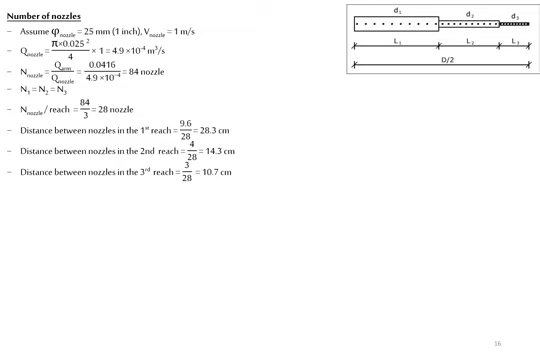 Number of nozzles
– Assume φnozzle = 25 mm (1 inch), Vnozzle = 1 m/s
– Qnozzle = π×0.025² / 4 × 1 = 4.9 ×10⁻⁴ m³/s
– Nnozzle = Qarm / Qnozzle = 0.0416 / 4.9 ×10⁻⁴ = 84 nozzle
– N₁ = N₂ = N₃
– Nnozzle / reach = 84 / 3 = 28 nozzle
– Distance between nozzles in the 1st reach = 9.6 / 28 = 28.3 cm
– Distance between nozzles in the 2nd reach = 4 / 28 = 14.3 cm
– Distance between nozzles in the 3rd reach = 3 / 28 = 10.7 cm
d₁ d₂ d₃
L₁ L₂ L₃
D/2
16